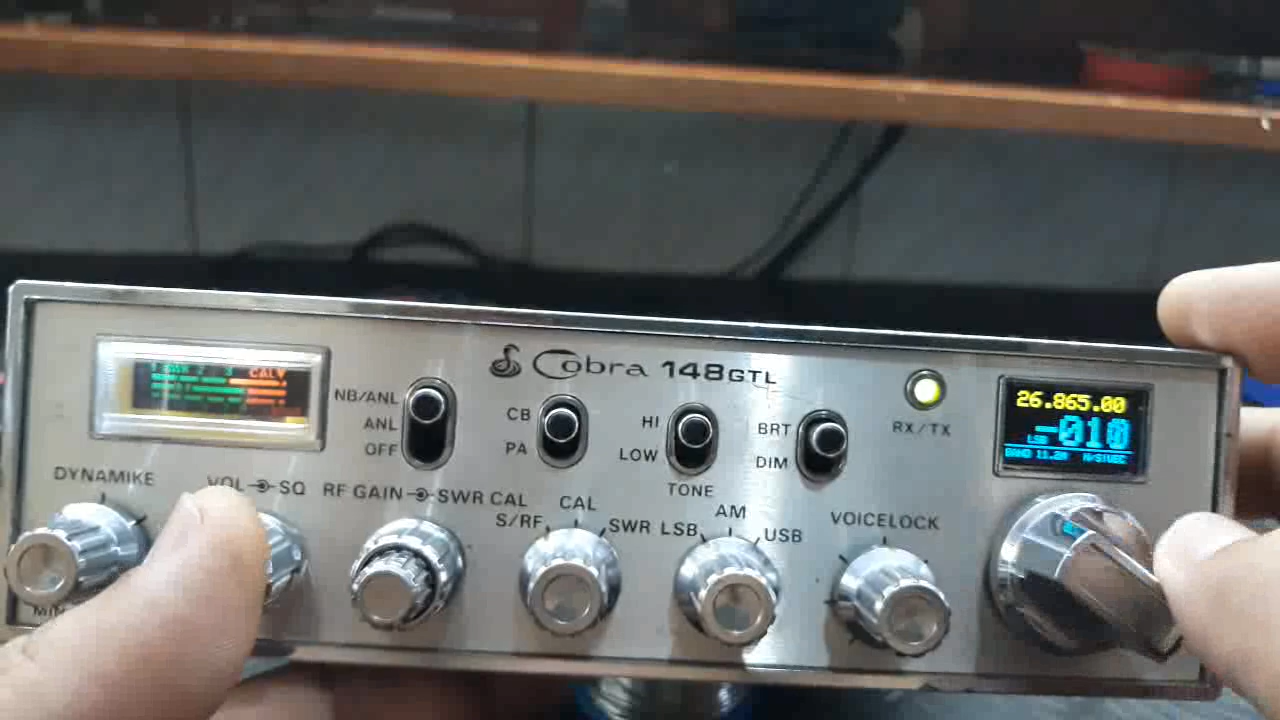 Cobra 148GTL
NB/ANL
ANL
OFF
CB
PA
HI
LOW
TONE
BRT
DIM
RX/TX
26.865.00
-010
LSB
DYNAMIKE
VOL SQ
RF GAIN SWR CAL
S/RF CAL SWR
LSB AM USB
VOICELOCK
MIN